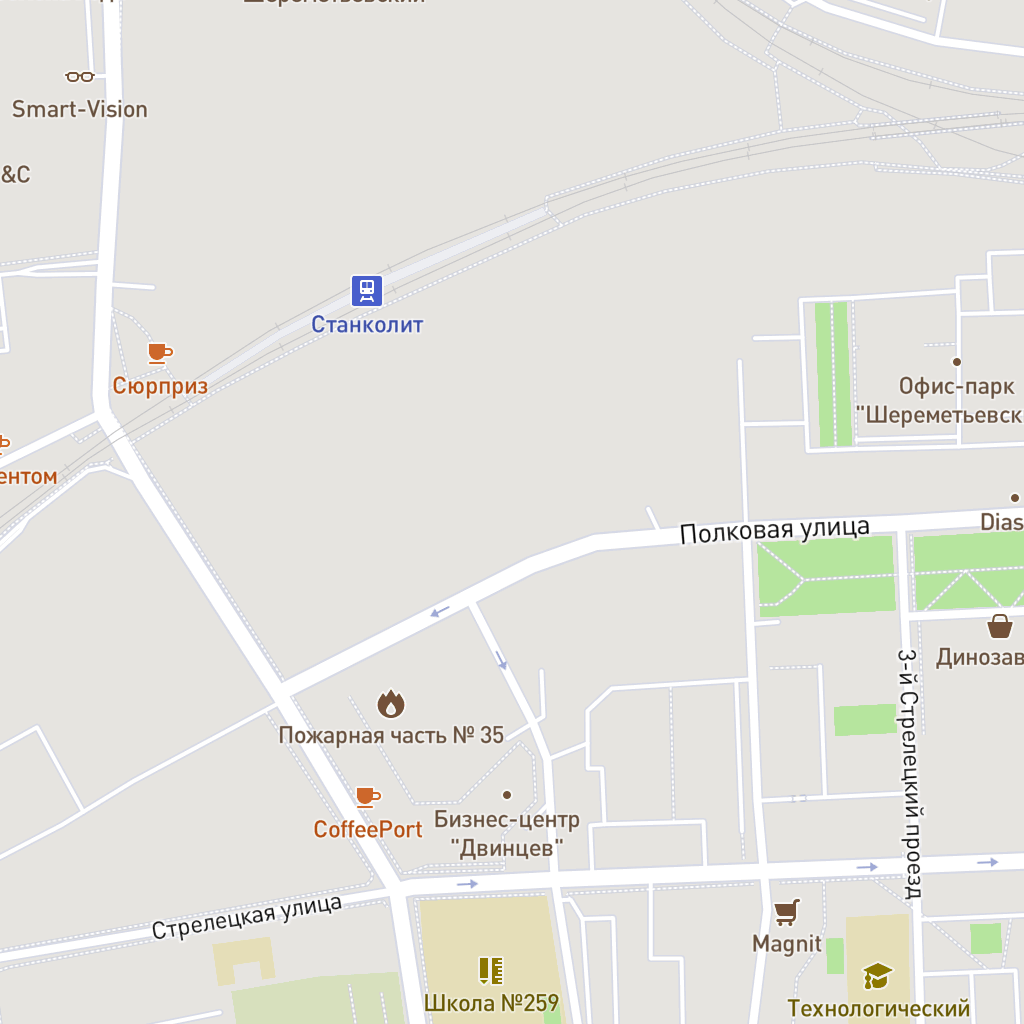 Шереметьевский
Smart-Vision
&C
Станколит
Сюрприз
Офис-парк
"Шереметьевск
ентом
Dias
Полковая улица
Динозав
3-й Стрелецкий проезд
Пожарная часть № 35
CoffeePort
Бизнес-центр
"Двинцев"
Стрелецкая улица
Magnit
Школа №259
Технологический